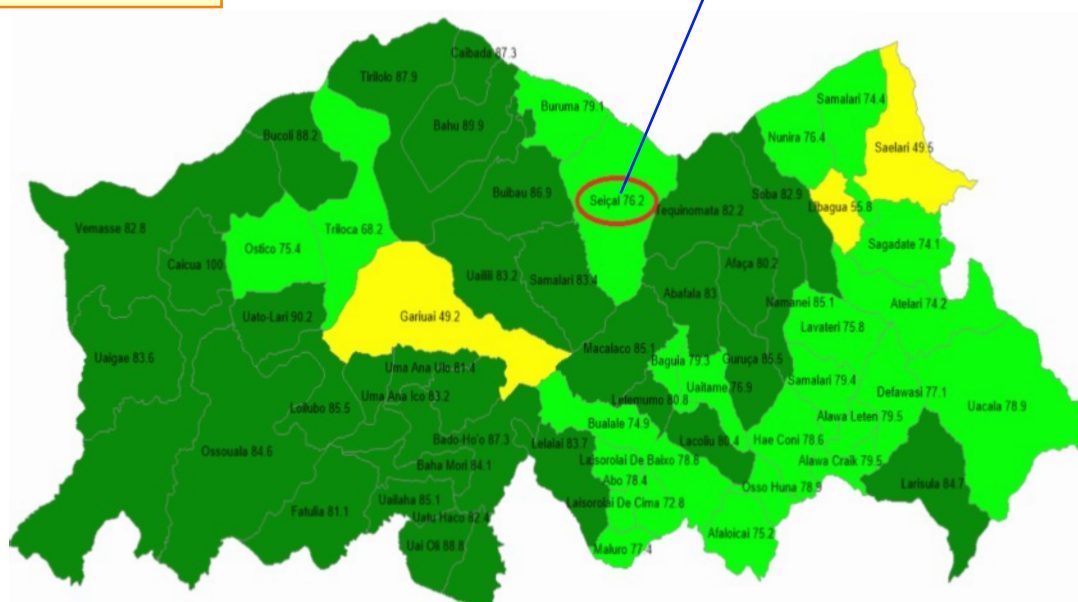 Caibada 87.3
Tirilolo 87.9
Samalari 74.4
Buruma 79.1
Bahu 89.9
Bucoli 88.2
Nunira 76.4
Saelari 49.5
Buibau 86.9
Seiçal 76.2
Soba 82.9
Libagua 55.8
Tequinomata 82.2
Vemasse 82.8
Triloca 68.2
Ostico 75.4
Sagadate 74.1
Caicua 100
Afaça 80.2
Uailili 83.2
Samalari 83.4
Abafala 83
Namanei 85.1
Atelari 74.2
Uato-Lari 90.2
Gariuai 49.2
Lavateri 75.8
Macalaco 85.1
Uaigae 83.6
Bagula 79.3
Guruça 85.5
Uma Ana Ulo 81.4
Samalari 79.4
Uaitame 76.9
Defawasi 77.1
Uma Ana Ico 83.2
Letemumo 80.8
Uacala 78.9
Loilubo 85.5
Alawa Leten 79.5
Bualale 74.9
Bado-Ho'o 87.3
Lelalai 83.7
Lacoliu 80.4
Hae Coni 78.6
Ossouala 84.6
Laisorolai De Baixo 78.8
Alawa Craik 79.5
Baha Mori 84.1
Abo 78.4
Larisula 84.7
Osso Huna 78.9
Uailaha 85.1
Laisorolai De Cima 72.8
Fatulia 81.1
Uatu Haco 82.4
Afaloicai 75.2
Uai Oli 88.8
Maluro 77.4